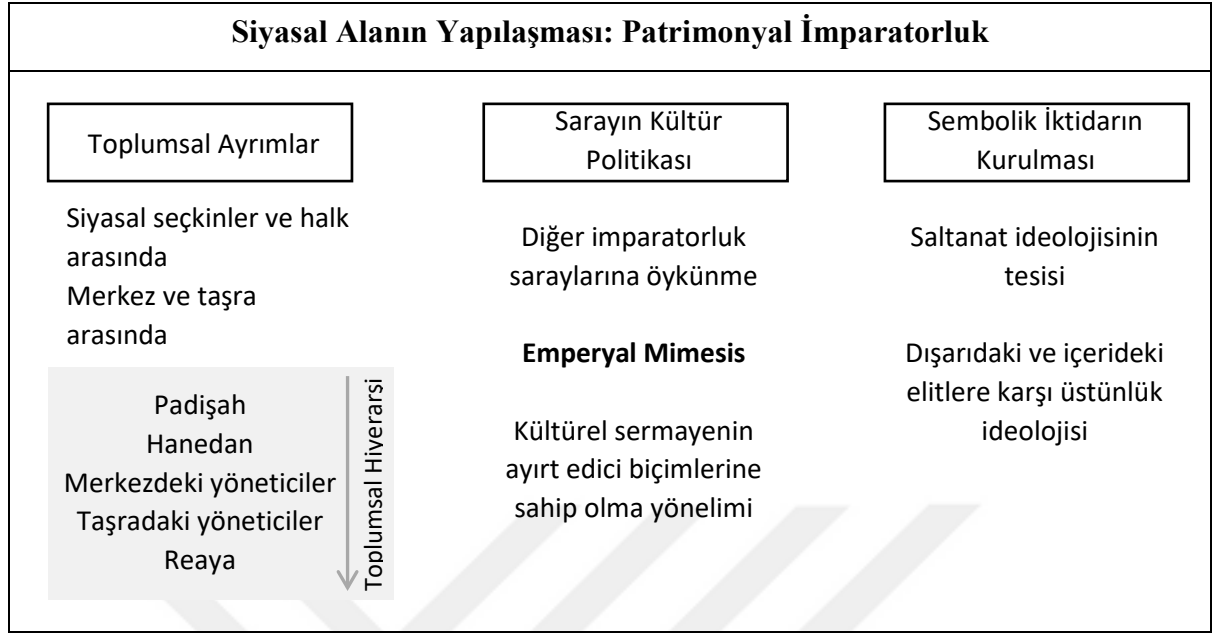 Siyasal Alanın Yapılaşması: Patrimonyal İmparatorluk
Toplumsal Ayrımlar
Siyasal seçkinler ve halk
arasında
Merkez ve taşra
arasında
Padişah
Hanedan
Merkezdeki yöneticiler
Taşradaki yöneticiler
Reaya
Toplumsal Hiverarsi
Sarayın Kültür
Politikası
Diğer imparatorluk
saraylarına öykünme
Emperyal Mimesis
Kültürel sermayenin
ayırt edici biçimlerine
sahip olma yönelimi
Sembolik İktidarın
Kurulması
Saltanat ideolojisinin
tesisi
Dışarıdaki ve içerideki
elitlere karşı üstünlük
ideolojisi